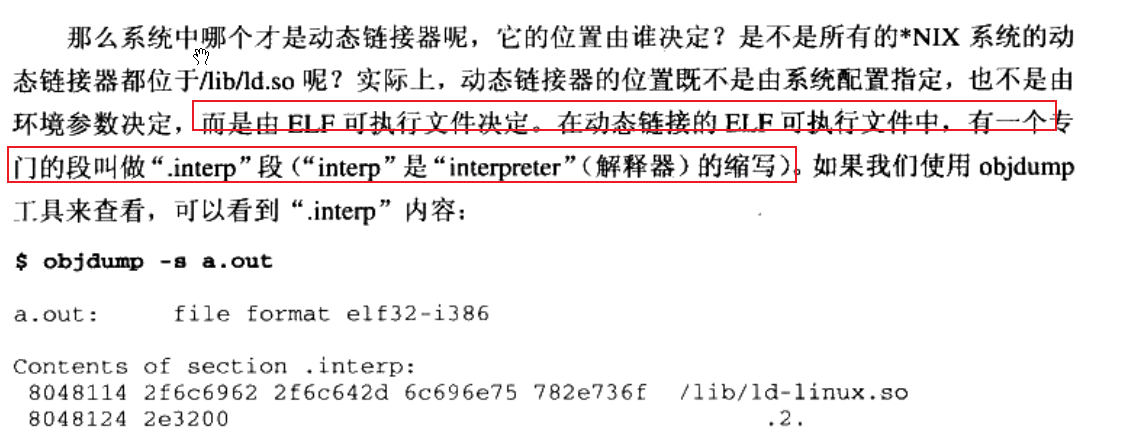 那么系统中哪个才是动态链接器呢，它的位置由谁决定？是不是所有的*NIX 系统的动
态链接器都位于/lib/ld.so 呢？实际上，动态链接器的位置既不是由系统配置指定，也不是由
环境参数决定，而是由 ELF 可执行文件决定。在动态链接的 ELF 可执行文件中，有一个专
门的段叫做“.interp”段（“interp”是“interpreter”（解释器）的缩写）。如果我们使用 objdump
工具来查看，可以看到“.interp”内容：
$ objdump -s a.out
a.out:     file format elf32-i386
Contents of section .interp:
 8048114 2f6c6962 2f6c642d 6c696e75 782e736f  /lib/ld-linux.so
 8048124 2e3200                               .2.